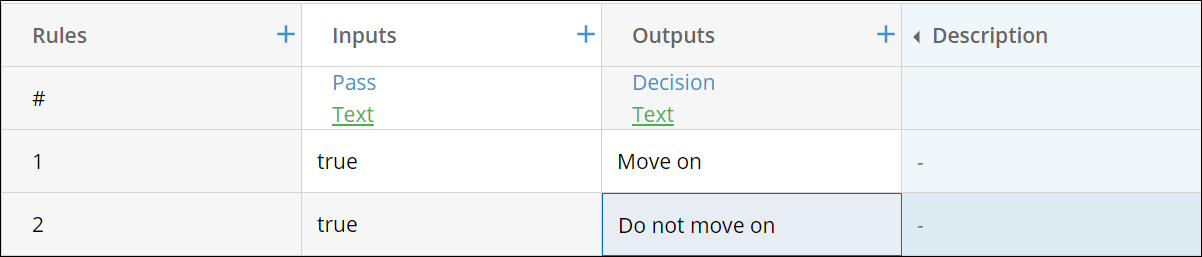 Rules + Inputs + Outputs + Description
# Pass Decision
Text Text
1 true Move on -
2 true Do not move on -